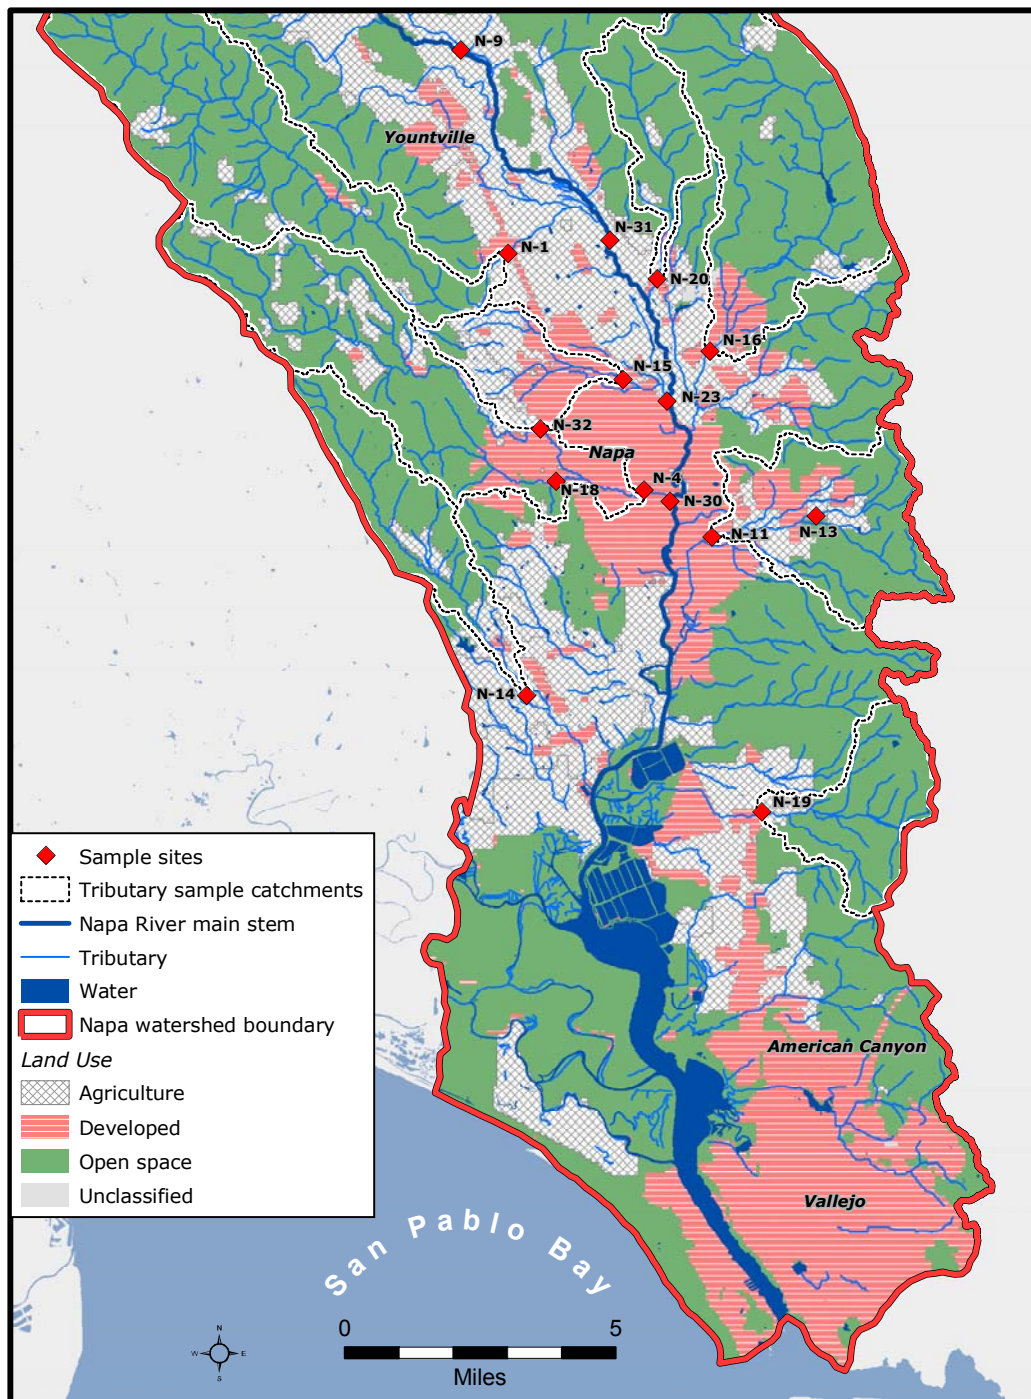 N-9
Yountville
N-31
N-1
N-20
N-16
N-15
N-23
N-32
Napa
N-18
N-4
N-30
N-13
N-11
N-14
N-19
Sample sites
Tributary sample catchments
Napa River main stem
Tributary
Water
Napa watershed boundary
Land Use
Agriculture
Developed
Open space
Unclassified
American Canyon
Vallejo
San Pablo Bay
N
W E
S
0 5
Miles